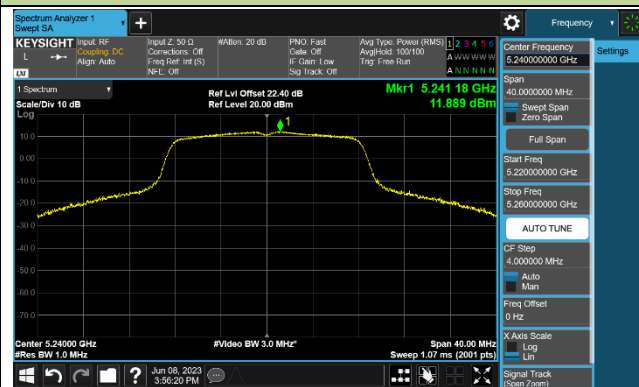 Spectrum Analyzer 1
Swept SA
Frequency
KEYSIGHT
L
LXI
Input: RF
Coupling: DC
Align: Auto
Input Z: 50 Ω
Corrections: Off
Freq Ref: Int (S)
NFE: Off
#Atten: 20 dB
PNO: Fast
Gate: Off
IF Gain: Low
Sig Track: Off
Avg Type: Power (RMS)
Avg|Hold: 100/100
Trig: Free Run
1 2 3 4 5 6
A W W W W W
A N N N N N
1 Spectrum
Scale/Div 10 dB
Log
Ref Lvl Offset 22.40 dB
Ref Level 20.00 dBm
Mkr1 5.241 18 GHz
11.889 dBm
1
10.0
0.00
-10.0
-20.0
-30.0
-40.0
-50.0
-60.0
-70.0
Center 5.24000 GHz
#Res BW 1.0 MHz
#Video BW 3.0 MHz*
Span 40.00 MHz
Sweep 1.07 ms (2001 pts)
Jun 08, 2023
3:56:20 PM
Center Frequency
5.240000000 GHz
Settings
Span
40.0000000 MHz
Swept Span
Zero Span
Full Span
Start Freq
5.220000000 GHz
Stop Freq
5.260000000 GHz
AUTO TUNE
CF Step
4.000000 MHz
Auto
Man
Freq Offset
0 Hz
X Axis Scale
Log
Lin
Signal Track
(Span Zoom)